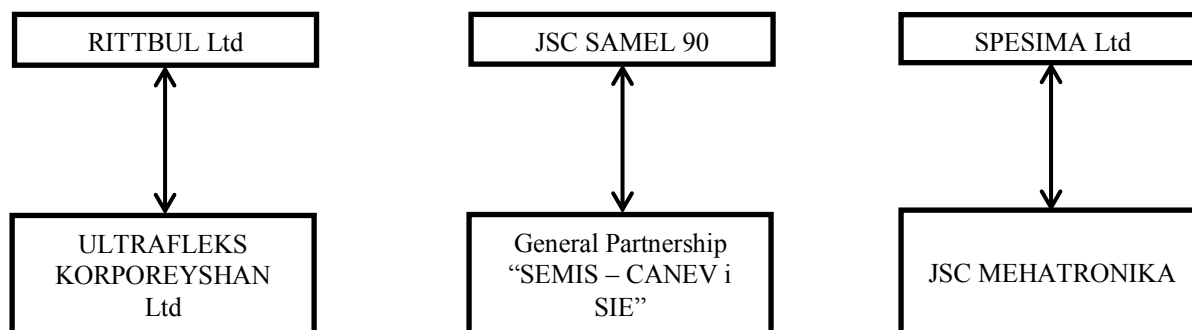 RITTBUL Ltd
JSC SAMEL 90
SPESIMA Ltd
ULTRAFLEKS
KORPOREYSHAN
Ltd
General Partnership
“SEMIS – CANEV i
SIE”
JSC MEHATRONIKA